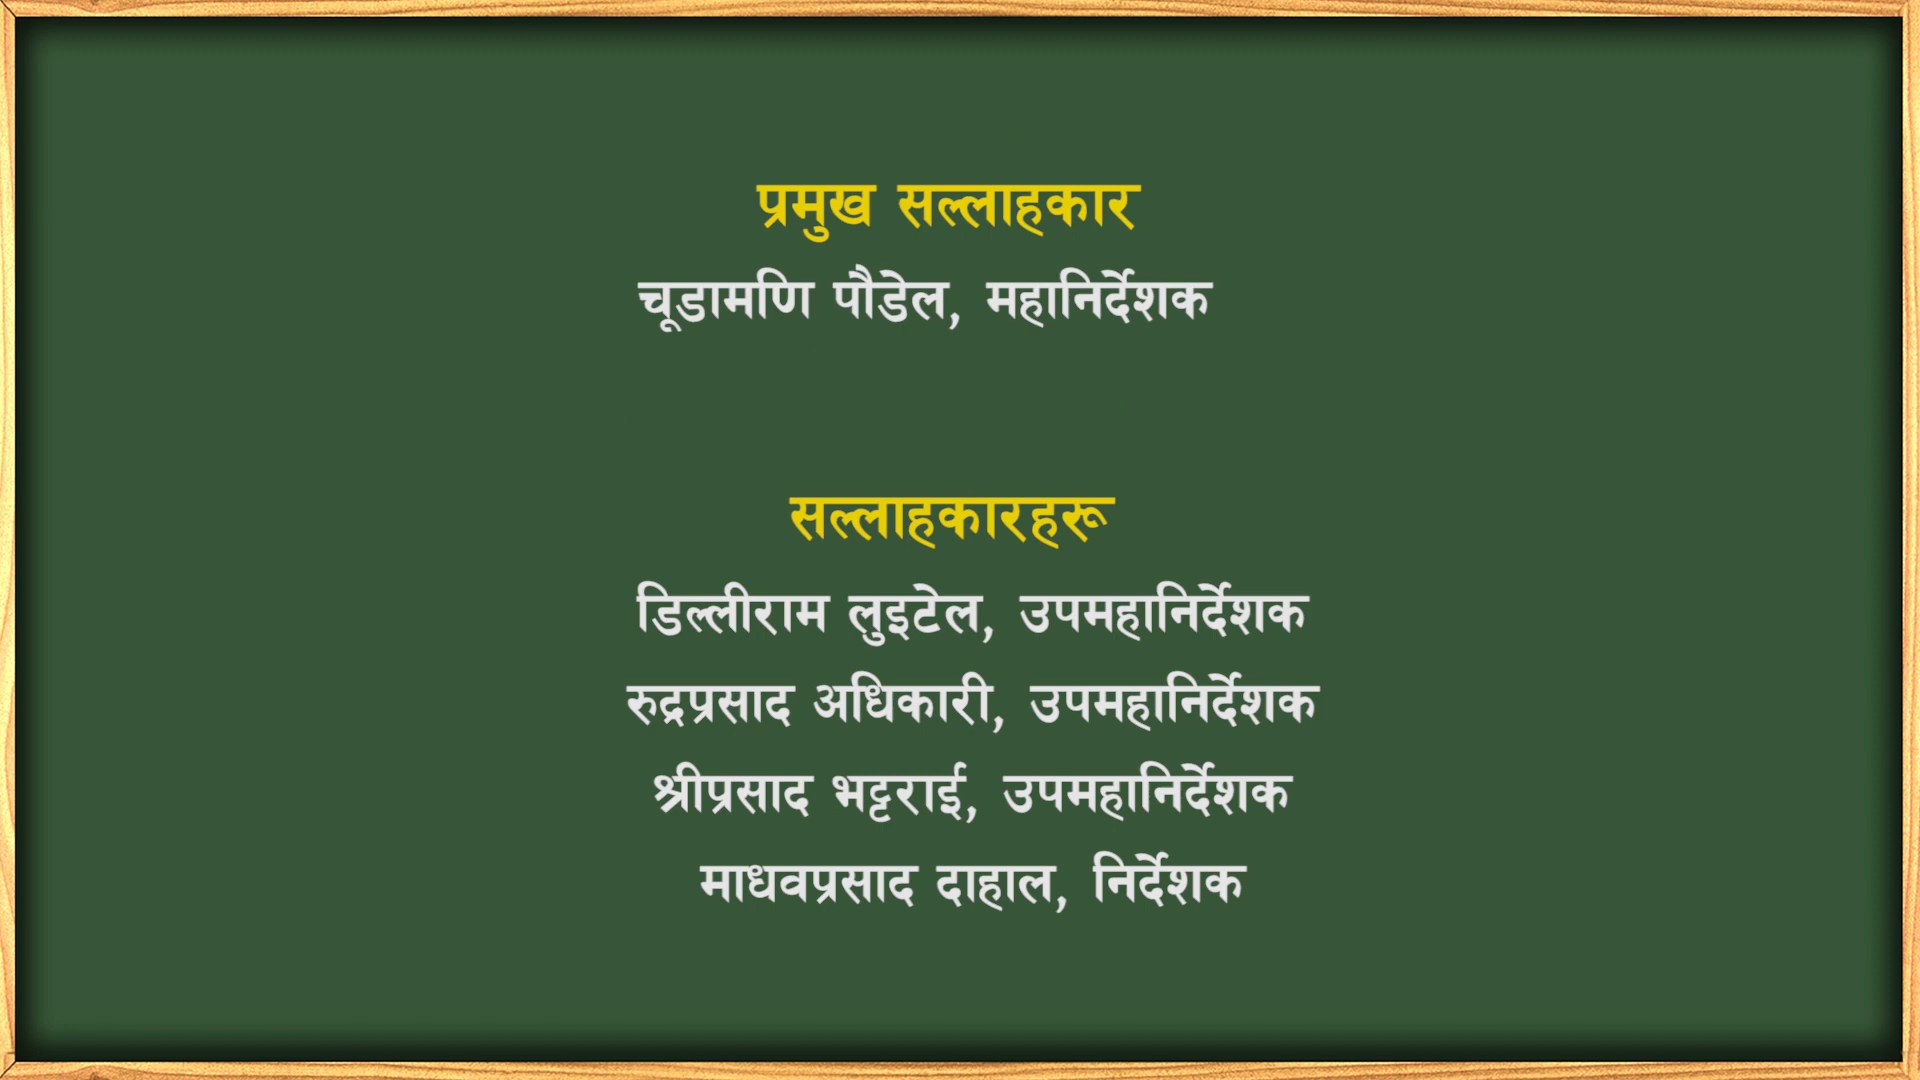 प्रमुख सल्लाहकार
चूडामणि पौडेल, महानिर्देशक
सल्लाहकारहरू
डिल्लीराम लुइटेल, उपमहानिर्देशक
रुद्रप्रसाद अधिकारी, उपमहानिर्देशक
श्रीप्रसाद भट्टराई, उपमहानिर्देशक
माधवप्रसाद दाहाल, निर्देशक